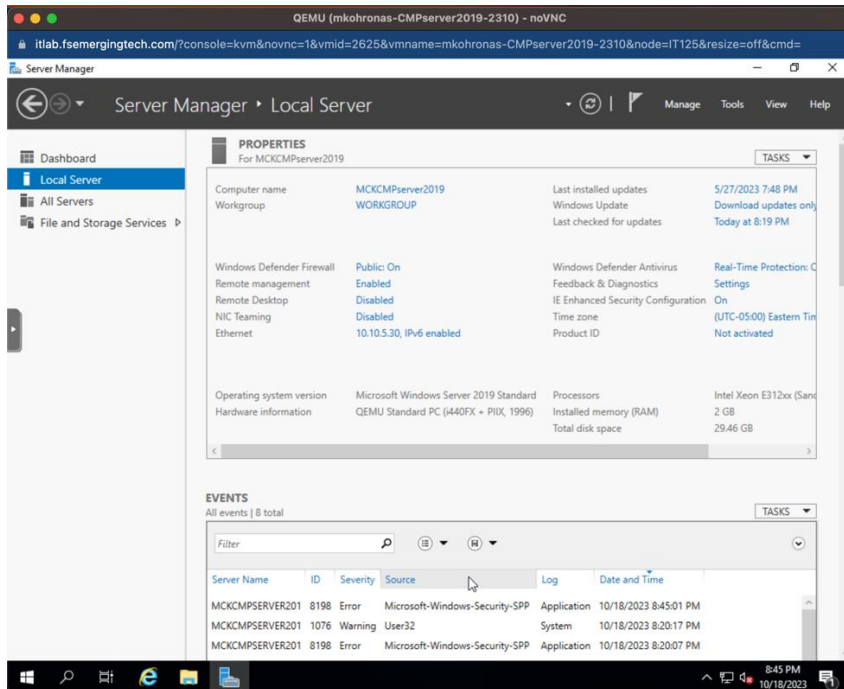 QEMU (mkohronas-CMPserver2019-2310) - noVNC
itlab.fsemergingtech.com/?console=kvm&novnc=1&vmid=2625&vmname=mkohronas-CMPserver2019-2310&node=IT125&resize=off&cmd=
Server Manager
Server Manager • Local Server
Manage Tools View Help
Dashboard
Local Server
All Servers
File and Storage Services
PROPERTIES
For MCKCMPserver2019
TASKS
Computer name MCKCMPserver2019 Last installed updates 5/27/2023 7:48 PM
Workgroup WORKGROUP Windows Update Download updates only
Last checked for updates Today at 8:19 PM
Windows Defender Firewall Public: On Windows Defender Antivirus Real-Time Protection:
Remote management Enabled Feedback & Diagnostics Settings
Remote Desktop Disabled IE Enhanced Security Configuration On
NIC Teaming Disabled Time zone (UTC-05:00) Eastern Tim
Ethernet 10.10.5.30, IPv6 enabled Product ID Not activated
Operating system version Microsoft Windows Server 2019 Standard Processors Intel Xeon E312xx (Sand
Hardware information QEMU Standard PC (i440FX + PIIX, 1996) Installed memory (RAM) 2 GB
Total disk space 29.46 GB
EVENTS
All events | 8 total
TASKS
Filter
Server Name ID Severity Source Log Date and Time
MCKCMPSERVER201 8198 Error Microsoft-Windows-Security-SPP Application 10/18/2023 8:45:01 PM
MCKCMPSERVER201 1076 Warning User32 System 10/18/2023 8:20:17 PM
MCKCMPSERVER201 8198 Error Microsoft-Windows-Security-SPP Application 10/18/2023 8:20:07 PM
8:45 PM
10/18/2023
1